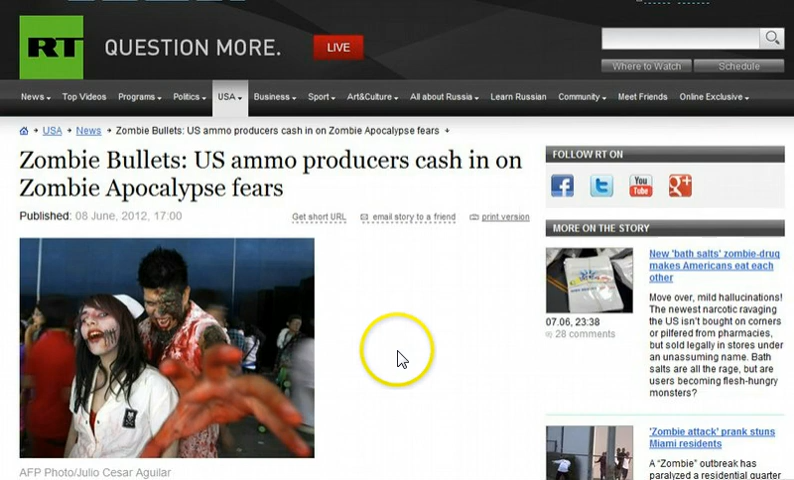 RT
QUESTION MORE.
LIVE
Where to Watch
Schedule
News
Top Videos
Programs
Politics
USA
Business
Sport
Art&Culture
All about Russia
Learn Russian
Community
Meet Friends
Online Exclusive
USA News Zombie Bullets: US ammo producers cash in on Zombie Apocalypse fears
Zombie Bullets: US ammo producers cash in on
Zombie Apocalypse fears
Published: 08 June, 2012, 17:00
Get short URL
email story to a friend
print version
AFP Photo/Julio Cesar Aguilar
FOLLOW RT ON
f
t
You
Tube
g+1
MORE ON THE STORY
07.06, 23:38
28 comments
New 'bath salts' zombie-drug
makes Americans eat each
other
Move over, mild hallucinations!
The newest narcotic ravaging
the US isn't bought on corners
or pilfered from pharmacies,
but sold legally in stores under
an unassuming name. Bath
salts are all the rage, but are
users becoming flesh-hungry
monsters?
'Zombie attack' prank stuns
Miami residents
A "Zombie" outbreak has
paralyzed a residential quarter